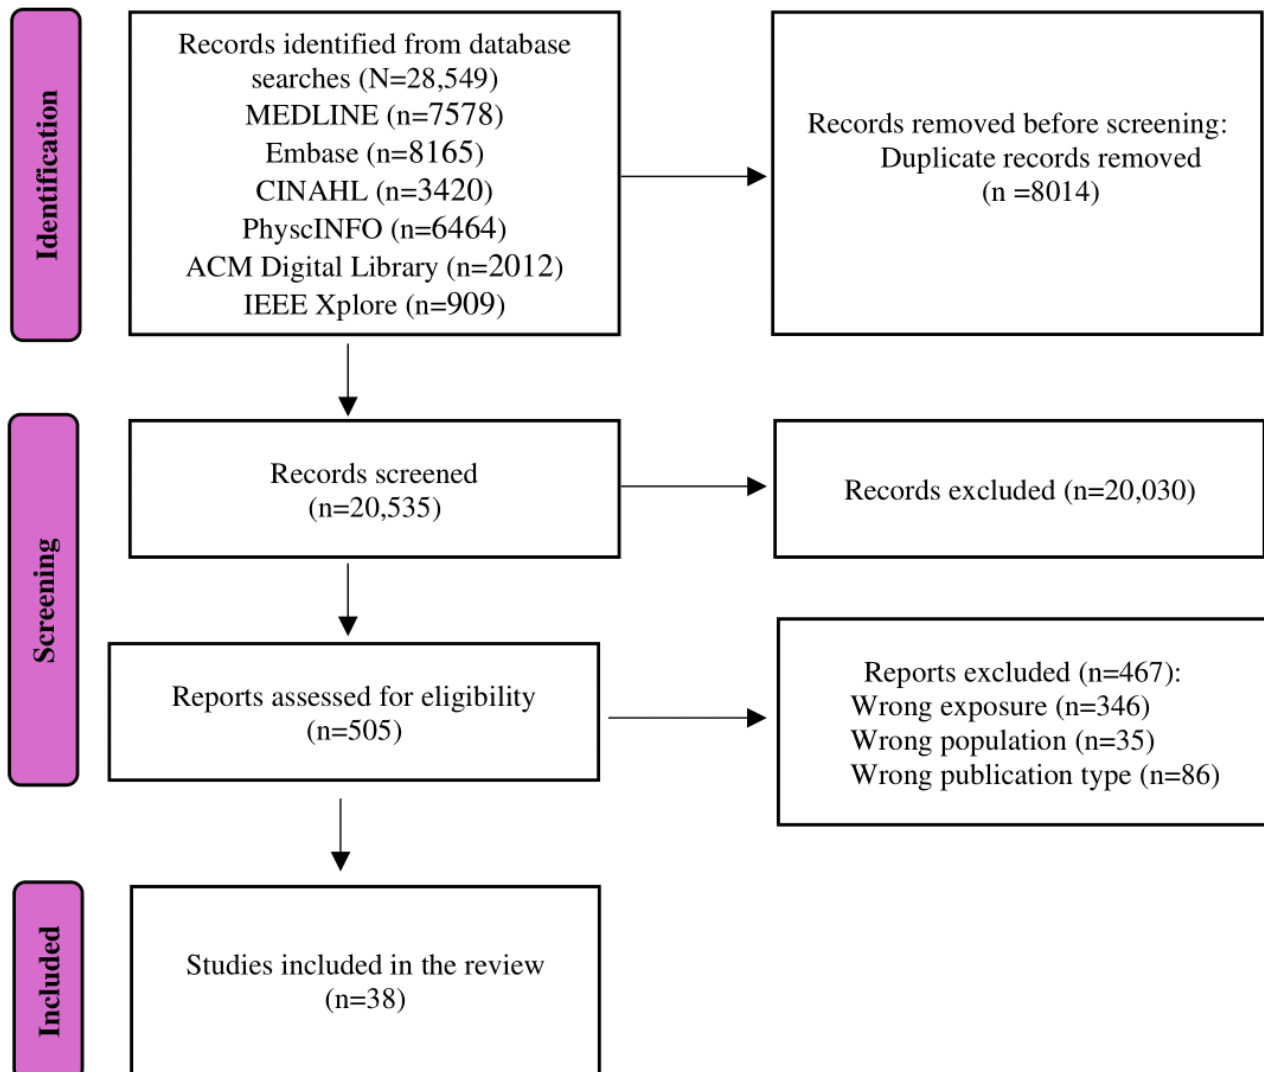 Identification
Records identified from database
searches (N=28,549)
MEDLINE (n=7578)
Embase (n=8165)
CINAHL (n=3420)
PhyscINFO (n=6464)
ACM Digital Library (n=2012)
IEEE Xplore (n=909)
Records removed before screening:
Duplicate records removed
(n =8014)
Screening
Records screened
(n=20,535)
Records excluded (n=20,030)
Reports assessed for eligibility
(n=505)
Reports excluded (n=467):
Wrong exposure (n=346)
Wrong population (n=35)
Wrong publication type (n=86)
Included
Studies included in the review
(n=38)